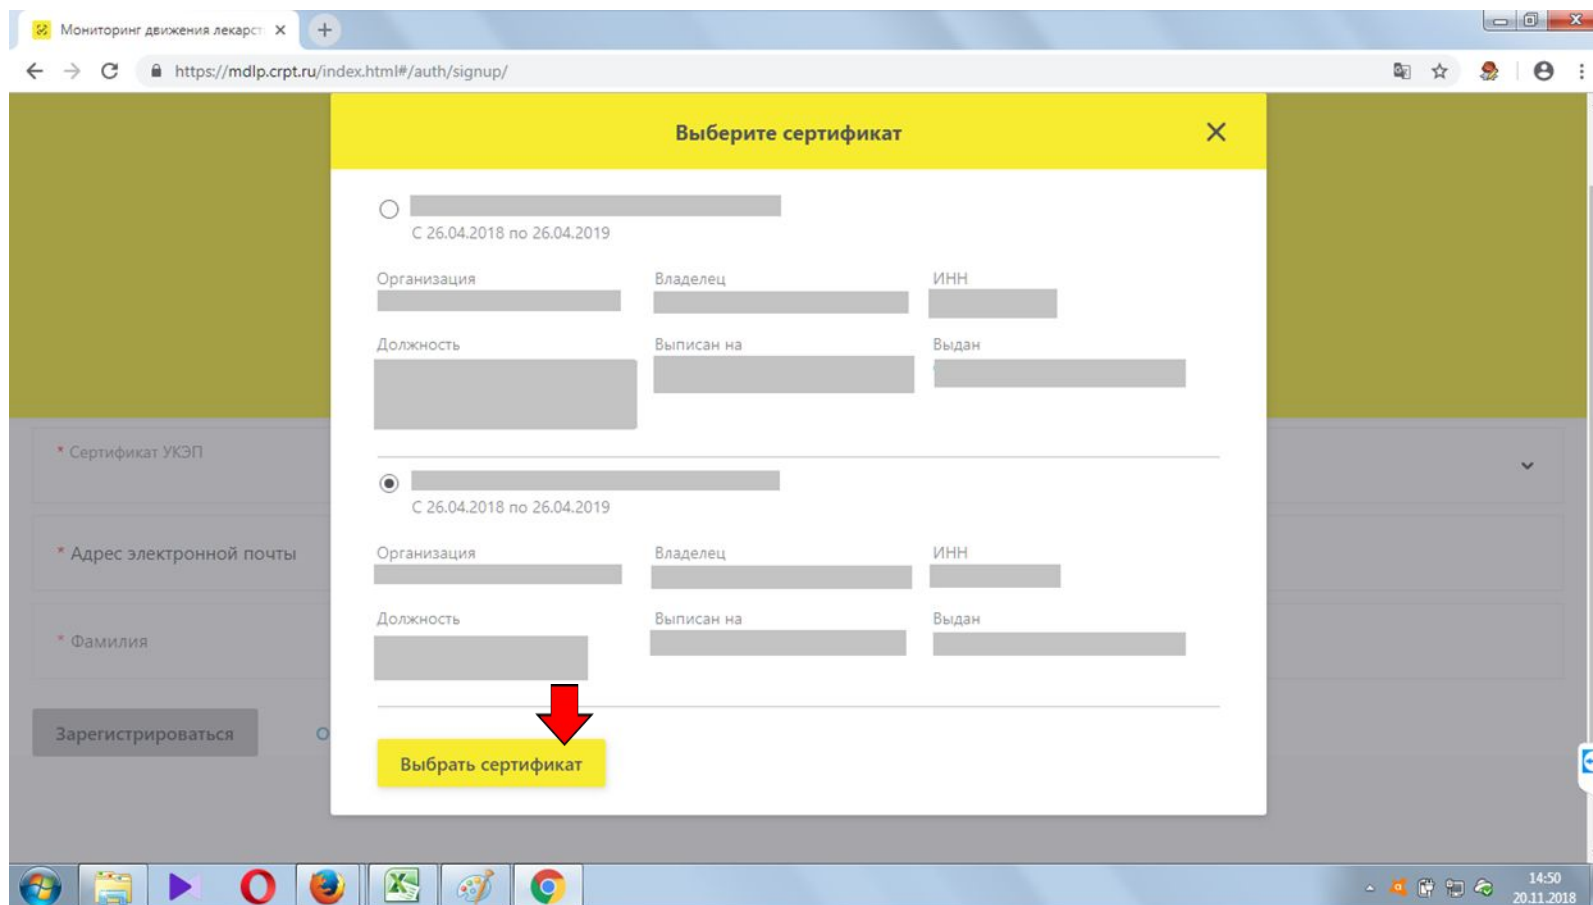 Мониторинг движения лекарст
https://mdlp.crpt.ru/index.html#/auth/signup/
Выберите сертификат
С 26.04.2018 по 26.04.2019
Организация Владелец ИНН
Должность Выписан на Выдан
* Сертификат УКЭП
С 26.04.2018 по 26.04.2019
* Адрес электронной почты
Организация Владелец ИНН
Должность Выписан на Выдан
* Фамилия
Зарегистрироваться О
Выбрать сертификат
14:50
20.11.2018